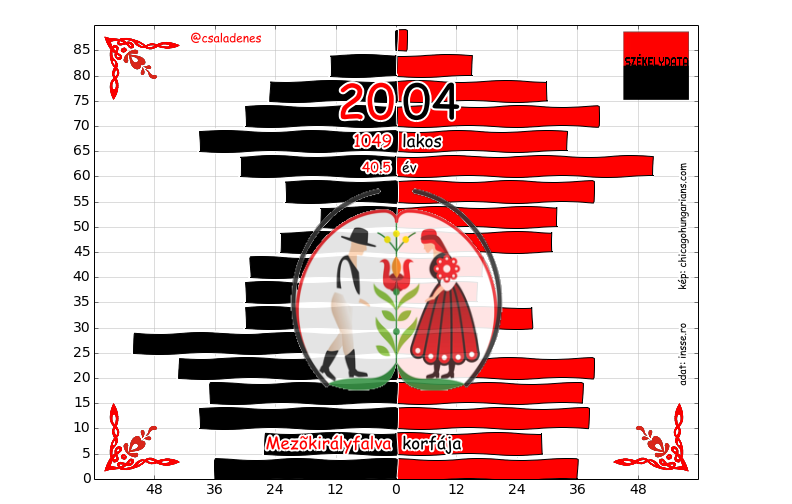 @csaladenes
SZÉKELYDATA
2004
1049 lakos
40.5 év
kép: chicagohungarians.com
adat: insse.ro
Mezõkirályfalva korfája
85
80
75
70
65
60
55
50
45
40
35
30
25
20
15
10
5
0
48 36 24 12 0 12 24 36 48